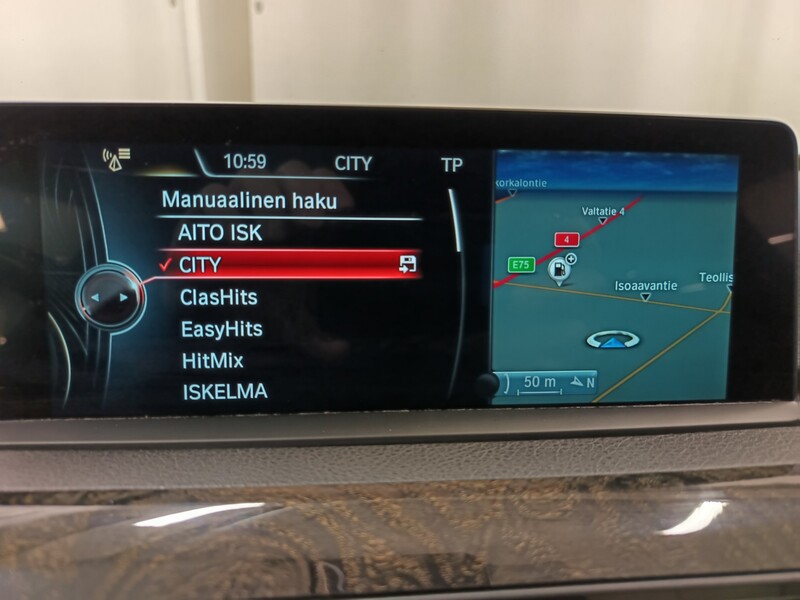 10:59 CITY TP
Manuaalinen haku
AITO ISK
CITY
ClasHits
EasyHits
HitMix
ISKELMA
orkalontie
Valtatie 4
4
E75
Isoaavantie
Teollis
50 m N